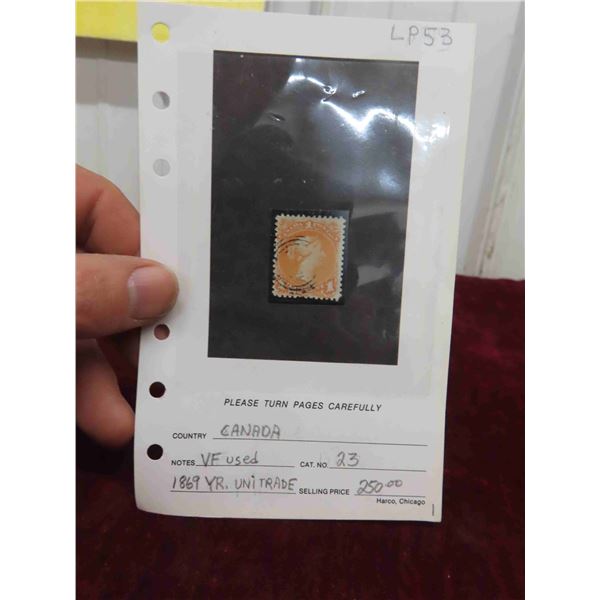 LP53
1
PLEASE TURN PAGES CAREFULLY
COUNTRY CANADA
NOTES VF used CAT. NO. 23
1869 YR. UNITRADE SELLING PRICE 250.00
Harco, Chicago